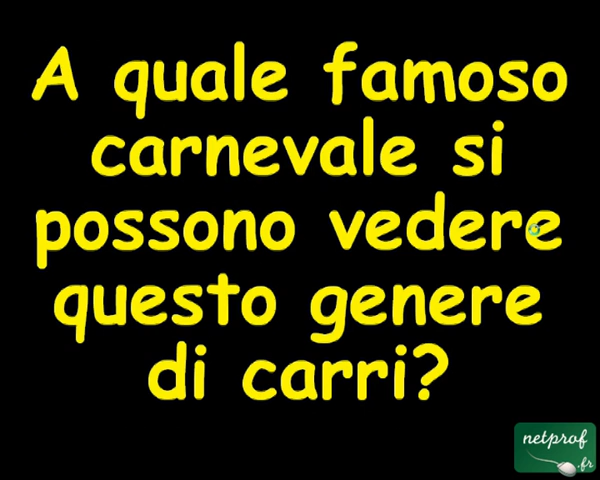 A quale famoso
carnevale si
possono vedere
questo genere
di carri?
netprof
.fr